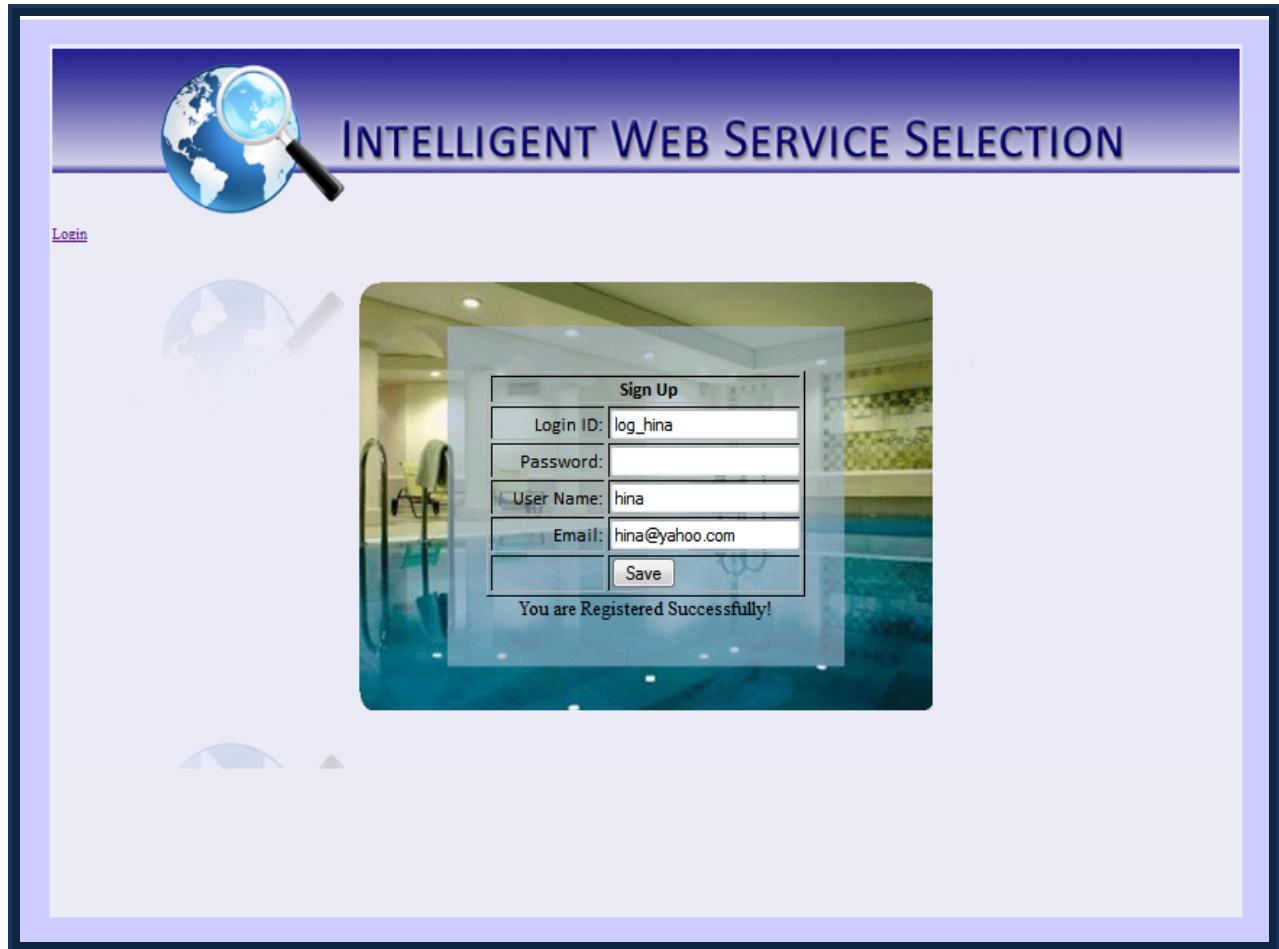 INTELLIGENT WEB SERVICE SELECTION
Login
Sign Up
Login ID: log_hina
Password:
User Name: hina
Email: hina@yahoo.com
Save
You are Registered Successfully!